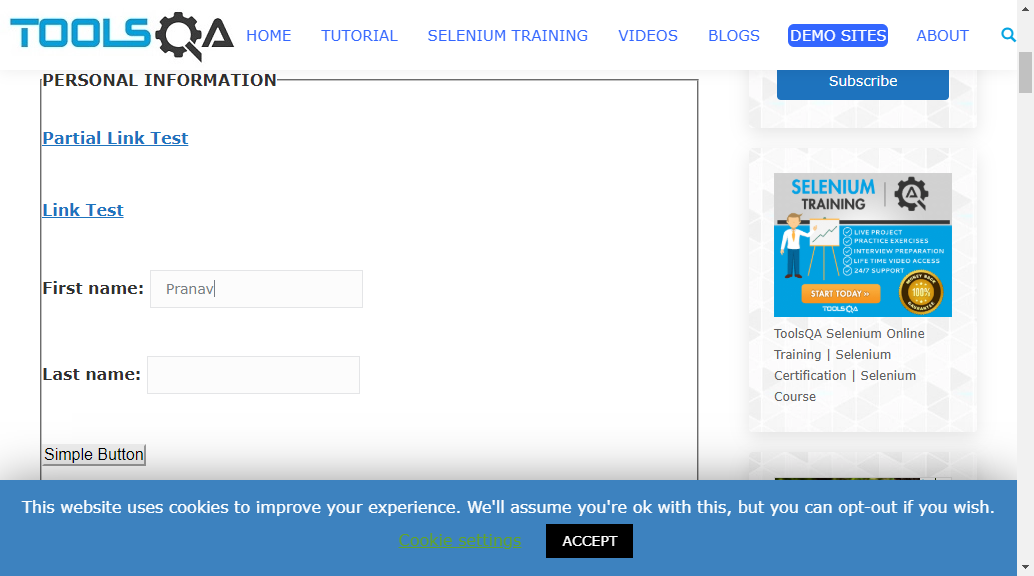 TOOLSQA
HOME TUTORIAL SELENIUM TRAINING VIDEOS BLOGS DEMO SITES ABOUT
PERSONAL INFORMATION
Partial Link Test
Link Test
First name: Pranav
Last name:
Simple Button
Subscribe
SELENIUM
TRAINING
LIVE PROJECT
PRACTICE EXERCISES
INTERVIEW PREPARATION
LIFE TIME VIDEO ACCESS
24/7 SUPPORT
START TODAY »
MONEY BACK
100%
GUARANTEE
TOOLSQA
ToolsQA Selenium Online
Training | Selenium
Certification | Selenium
Course
This website uses cookies to improve your experience. We'll assume you're ok with this, but you can opt-out if you wish.
Cookie settings ACCEPT